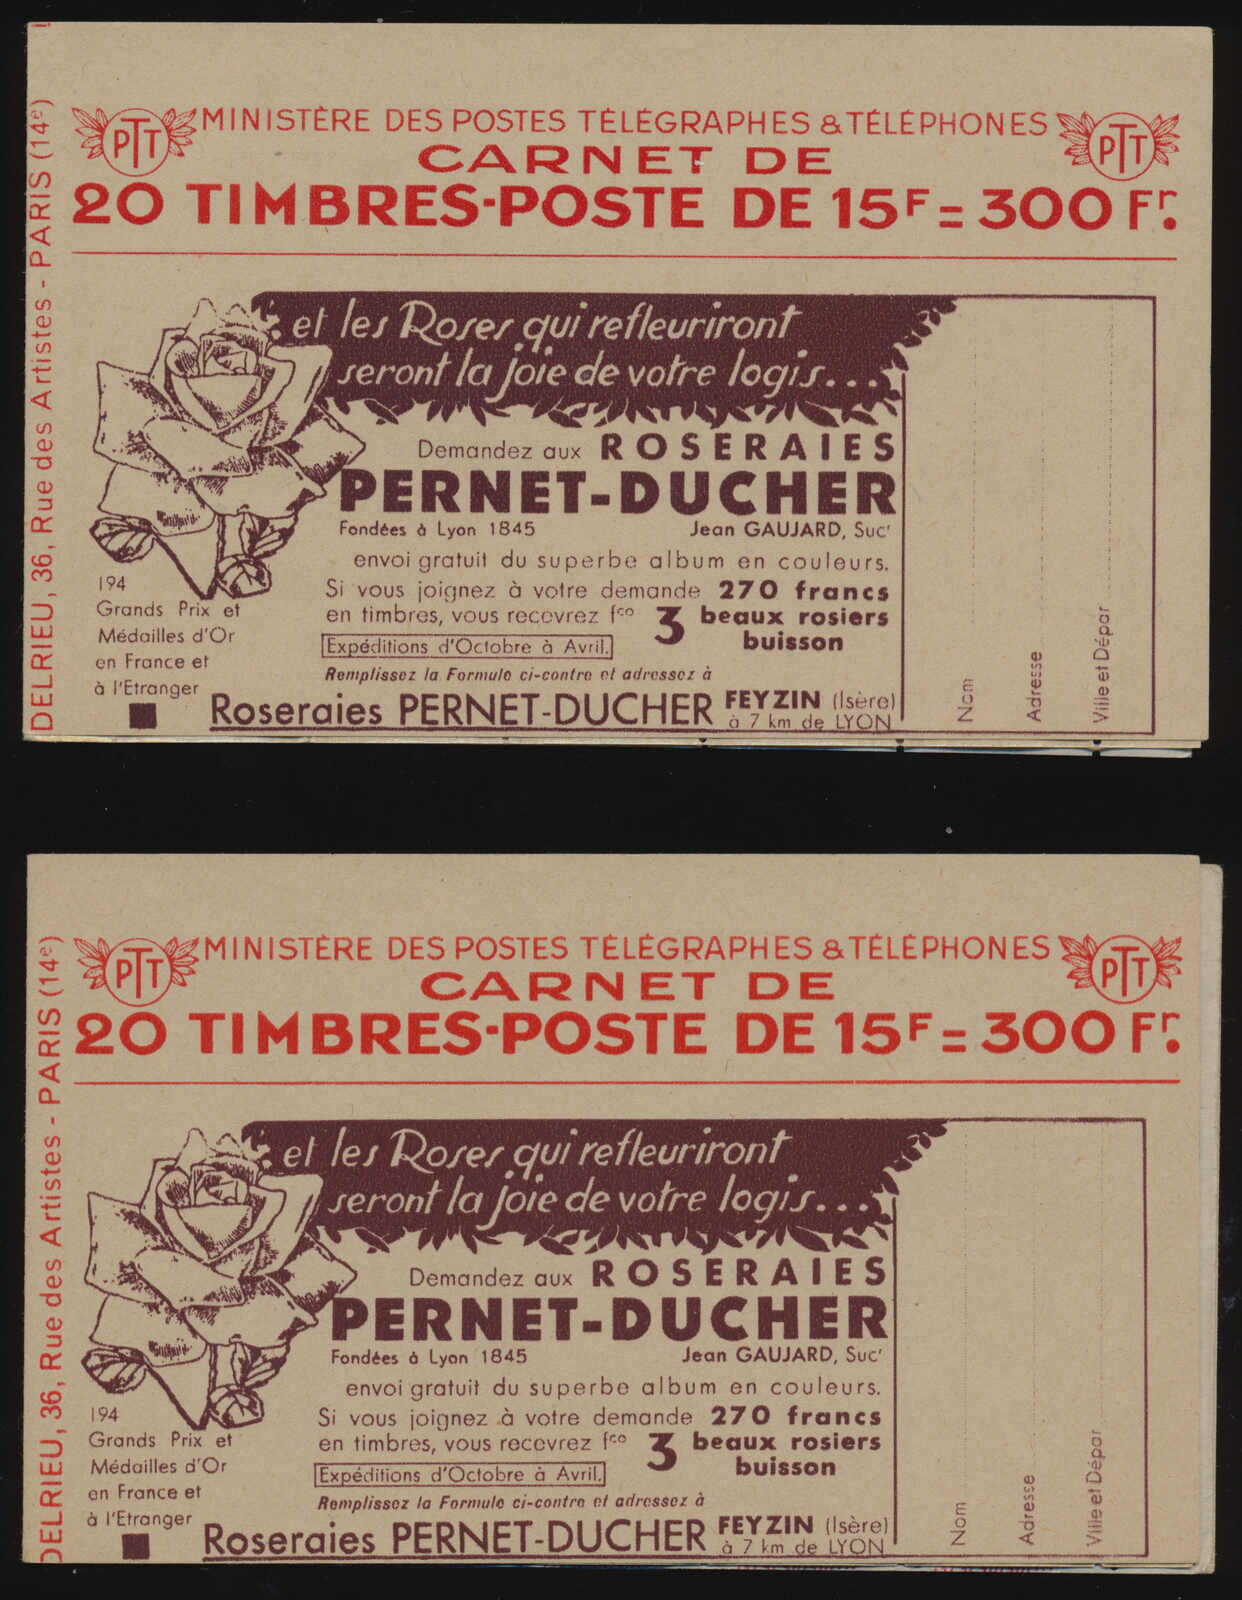 DELRIEU, 36, Rue des Artistes - PARIS (14e)
PTT
MINISTÈRE DES POSTES TÉLÉGRAPHES & TÉLÉPHONES
PTT
CARNET DE
20 TIMBRES-POSTE DE 15F = 300 Fr.
et les Roses qui refleuriront
seront la joie de votre logis...
Demandez aux ROSERAIES
PERNET-DUCHER
Fondées à Lyon 1845 Jean GAUJARD, Sucr
envoi gratuit du superbe album en couleurs.
Si vous joignez à votre demande 270 francs
en timbres, vous recevrez fco 3 beaux rosiers
buisson
Expéditions d'Octobre à Avril.
Remplissez la Formule ci-contre et adressez à
Roseraies PERNET-DUCHER FEYZIN (Isère)
à 7 km de LYON
194
Grands Prix et
Médailles d'Or
en France et
à l'Etranger
Nom
Adresse
Ville et Dépar
DELRIEU, 36, Rue des Artistes - PARIS (14e)
PTT
MINISTÈRE DES POSTES TÉLÉGRAPHES & TÉLÉPHONES
PTT
CARNET DE
20 TIMBRES-POSTE DE 15F = 300 Fr.
et les Roses qui refleuriront
seront la joie de votre logis...
Demandez aux ROSERAIES
PERNET-DUCHER
Fondées à Lyon 1845 Jean GAUJARD, Sucr
envoi gratuit du superbe album en couleurs.
Si vous joignez à votre demande 270 francs
en timbres, vous recevrez fco 3 beaux rosiers
buisson
Expéditions d'Octobre à Avril.
Remplissez la Formule ci-contre et adressez à
Roseraies PERNET-DUCHER FEYZIN (Isère)
à 7 km de LYON
194
Grands Prix et
Médailles d'Or
en France et
à l'Etranger
Nom
Adresse
Ville et Dépar